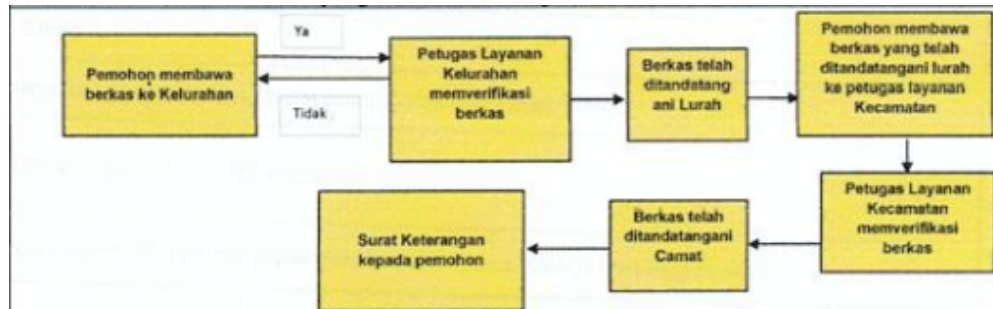 Pemohon membawa
berkas ke Kelurahan
Ya
Tidak
Petugas Layanan
Kelurahan
memverifikasi
berkas
Berkas telah
ditandatang
ani Lurah
Pemohon membawa
berkas yang telah
ditandatangani lurah
ke petugas layanan
Kecamatan
Petugas Layanan
Kecamatan
memverifikasi
berkas
Berkas telah
ditandatangani
Camat
Surat Keterangan
kepada pemohon